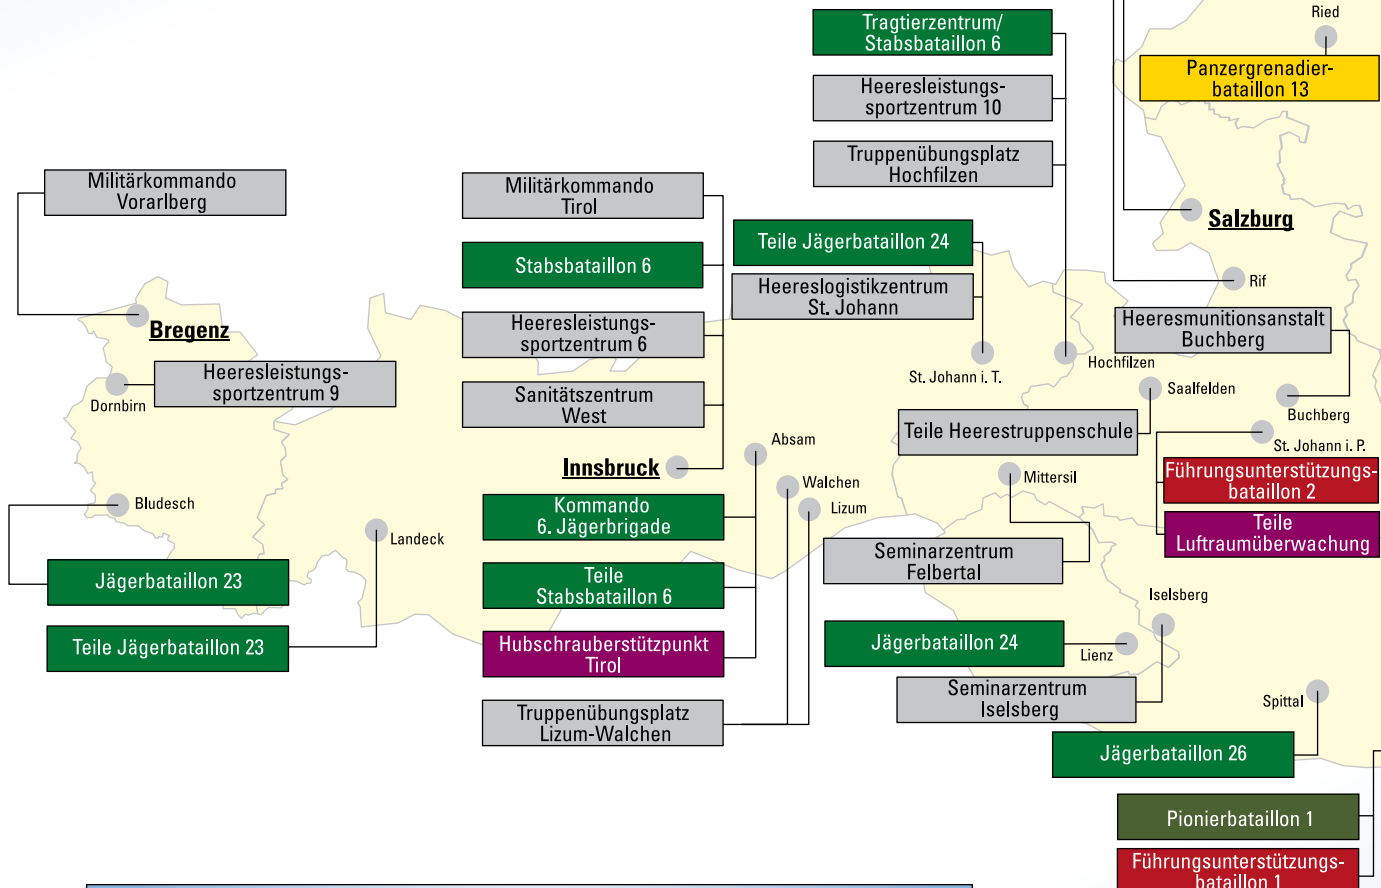 Ried
Panzergrenadier-
bataillon 13
Tragtierzentrum/
Stabsbataillon 6
Heeresleistungs-
sportzentrum 10
Truppenübungsplatz
Hochfilzen
Militärkommando
Vorarlberg
Militärkommando
Tirol
Stabsbataillon 6
Heeresleistungs-
sportzentrum 6
Sanitätszentrum
West
Teile Jägerbataillon 24
Heereslogistikzentrum
St. Johann
Salzburg
Rif
Heeresmunitionsanstalt
Buchberg
Bregenz
Heeresleistungs-
sportzentrum 9
Dornbirn
St. Johann i. T.
Hochfilzen
Saalfelden
Buchberg
Teile Heerestruppenschule
St. Johann i. P.
Absam
Innsbruck
Walchen
Lizum
Mittersil
Führungsunterstützungs-
bataillon 2
Teile
Luftraumüberwachung
Kommando
6. Jägerbrigade
Bludesch
Landeck
Seminarzentrum
Felbertal
Jägerbataillon 23
Teile
Stabsbataillon 6
Iselsberg
Teile Jägerbataillon 23
Hubschrauberstützpunkt
Tirol
Jägerbataillon 24
Lienz
Seminarzentrum
Iselsberg
Spittal
Truppenübungsplatz
Lizum-Walchen
Jägerbataillon 26
Pionierbataillon 1
Führungsunterstützungs-
bataillon 1